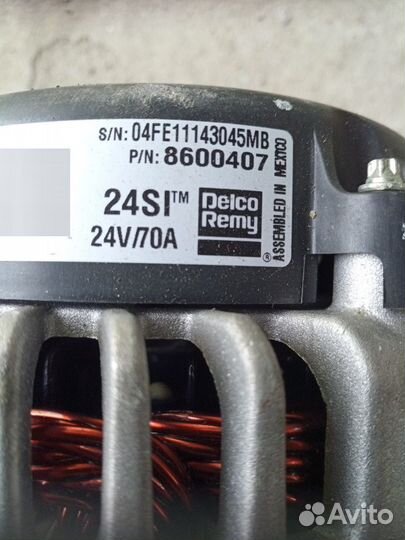 S/N: 04FE11143045MB
P/N: 8600407
24SI™
24V/70A
Delco
Remy
®
ASSEMBLED IN MEXICO
Avito